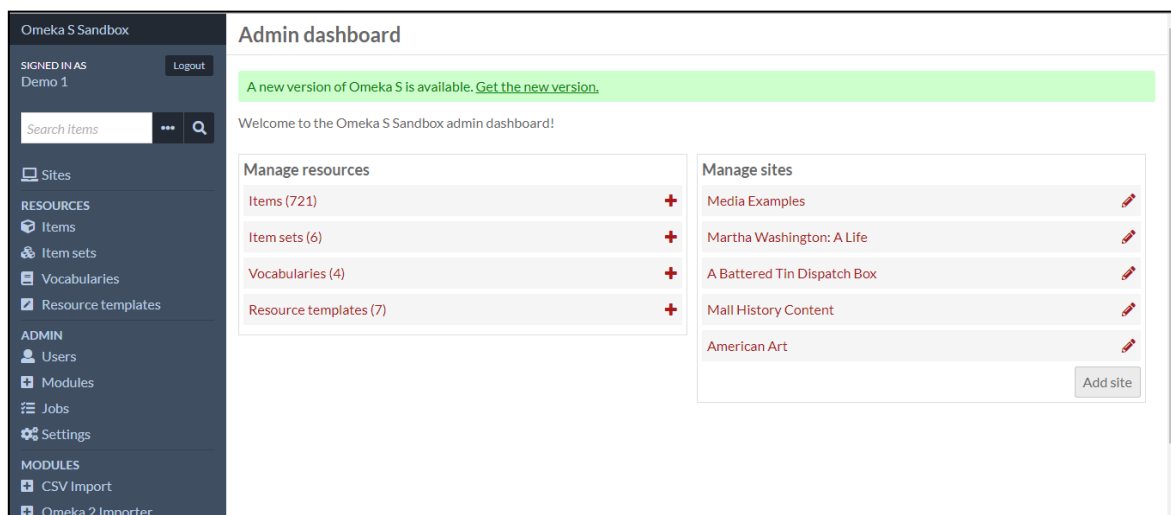 Omeka S Sandbox
SIGNED IN AS
Logout
Demo 1
Search items
Sites
RESOURCES
Items
Item sets
Vocabularies
Resource templates
ADMIN
Users
Modules
Jobs
Settings
MODULES
CSV Import
Omeka 2 Importer
Admin dashboard
A new version of Omeka S is available. Get the new version.
Welcome to the Omeka S Sandbox admin dashboard!
Manage resources
Items (721)
Item sets (6)
Vocabularies (4)
Resource templates (7)
Manage sites
Media Examples
Martha Washington: A Life
A Battered Tin Dispatch Box
Mall History Content
American Art
Add site